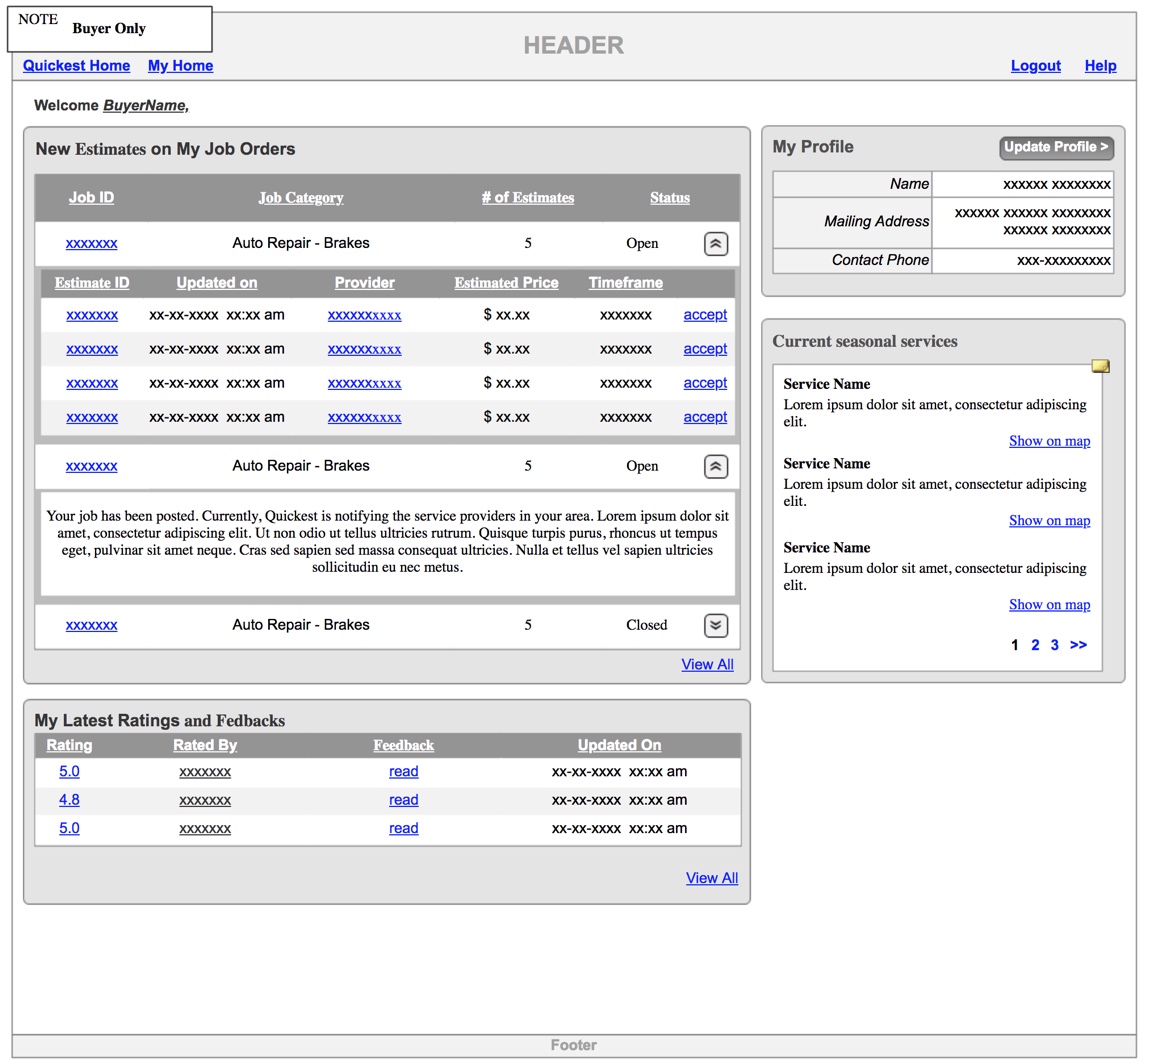 NOTE
Buyer Only
HEADER
Quickest Home My Home Logout Help
Welcome BuyerName,
New Estimates on My Job Orders
Job ID Job Category # of Estimates Status
xxxxxxx Auto Repair - Brakes 5 Open
Estimate ID Updated on Provider Estimated Price Timeframe
xxxxxxx xx-xx-xxxx xx:xx am xxxxxxxxxx $ xx.xx xxxxxxx accept
xxxxxxx xx-xx-xxxx xx:xx am xxxxxxxxxx $ xx.xx xxxxxxx accept
xxxxxxx xx-xx-xxxx xx:xx am xxxxxxxxxx $ xx.xx xxxxxxx accept
xxxxxxx xx-xx-xxxx xx:xx am xxxxxxxxxx $ xx.xx xxxxxxx accept
xxxxxxx Auto Repair - Brakes 5 Open
Your job has been posted. Currently, Quickest is notifying the service providers in your area. Lorem ipsum dolor sit
amet, consectetur adipiscing elit. Ut non odio ut tellus ultricies rutrum. Quisque turpis purus, rhoncus ut tempus
eget, pulvinar sit amet neque. Cras sed sapien sed massa consequat ultricies. Nulla et tellus vel sapien ultricies
sollicitudin eu nec metus.
xxxxxxx Auto Repair - Brakes 5 Closed
View All
My Latest Ratings and Fedbacks
Rating Rated By Feedback Updated On
5.0 xxxxxxx read xx-xx-xxxx xx:xx am
4.8 xxxxxxx read xx-xx-xxxx xx:xx am
5.0 xxxxxxx read xx-xx-xxxx xx:xx am
View All
My Profile Update Profile >
Name xxxxxx xxxxxxxx
Mailing Address xxxxxx xxxxxx xxxxxxxx
xxxxxx xxxxxxxx
Contact Phone xxx-xxxxxxxxx
Current seasonal services
Service Name
Lorem ipsum dolor sit amet, consectetur adipiscing
elit.
Show on map
Service Name
Lorem ipsum dolor sit amet, consectetur adipiscing
elit.
Show on map
Service Name
Lorem ipsum dolor sit amet, consectetur adipiscing
elit.
Show on map
1 2 3 >>
Footer